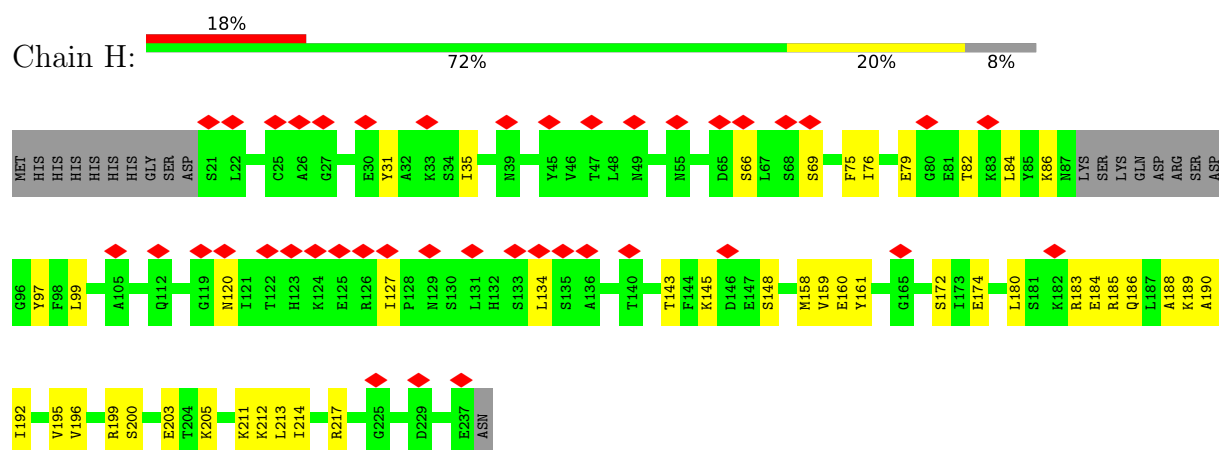 18%
Chain H:
72% 20% 8%
MET HIS HIS HIS HIS HIS HIS GLY SER ASP S21 L22 C25 A26 G27 E30 Y31 A32 K33 S34 I35 N39 Y45 V46 T47 L48 N49 N55 D65 S66 L67 S68 S69 F75 I76 E79 G80 E81 T82 K83 L84 Y85 K86 N87 LYS SER LYS GLN ASP ARG SER ASP
G96 Y97 F98 L99 A105 Q112 G119 N120 I121 T122 H123 K124 E125 R126 I127 P128 N129 S130 L131 H132 S133 L134 S135 A136 T140 T143 F144 K145 D146 E147 S148 M158 V159 E160 Y161 G165 S172 I173 E174 L180 S181 K182 R183 E184 R185 Q186 L187 A188 K189 A190
I192 V195 V196 R199 S200 E203 T204 K205 K211 K212 L213 I214 R217 G225 D229 E237 ASN